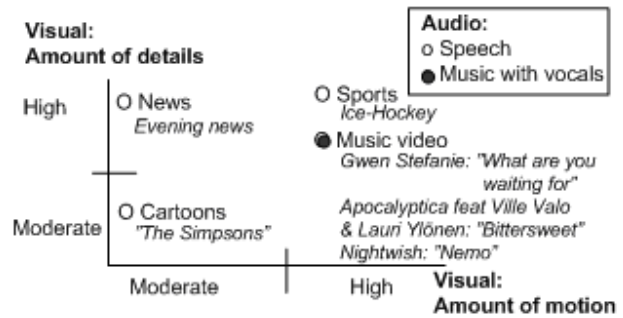 Visual:
Amount of details
Audio:
Speech
Music with vocals
High
News
Evening news
Sports
Ice-Hockey
Music video
Gwen Stefanie: "What are you
waiting for"
Apocalyptica feat Ville Valo
& Lauri Ylönen: "Bittersweet"
Nightwish: "Nemo"
Moderate
Cartoons
"The Simpsons"
Moderate
High
Visual:
Amount of motion